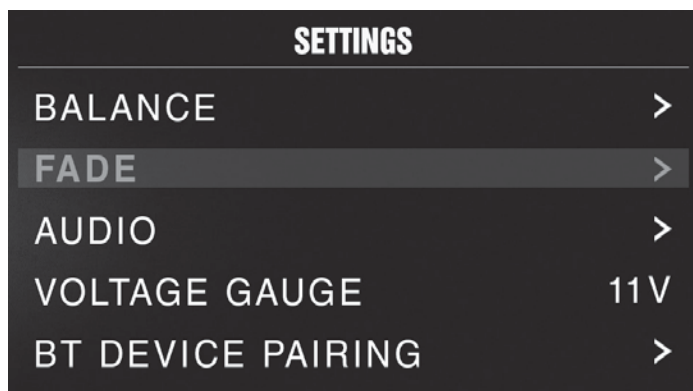 SETTINGS
BALANCE >
FADE >
AUDIO >
VOLTAGE GAUGE 11V
BT DEVICE PAIRING >